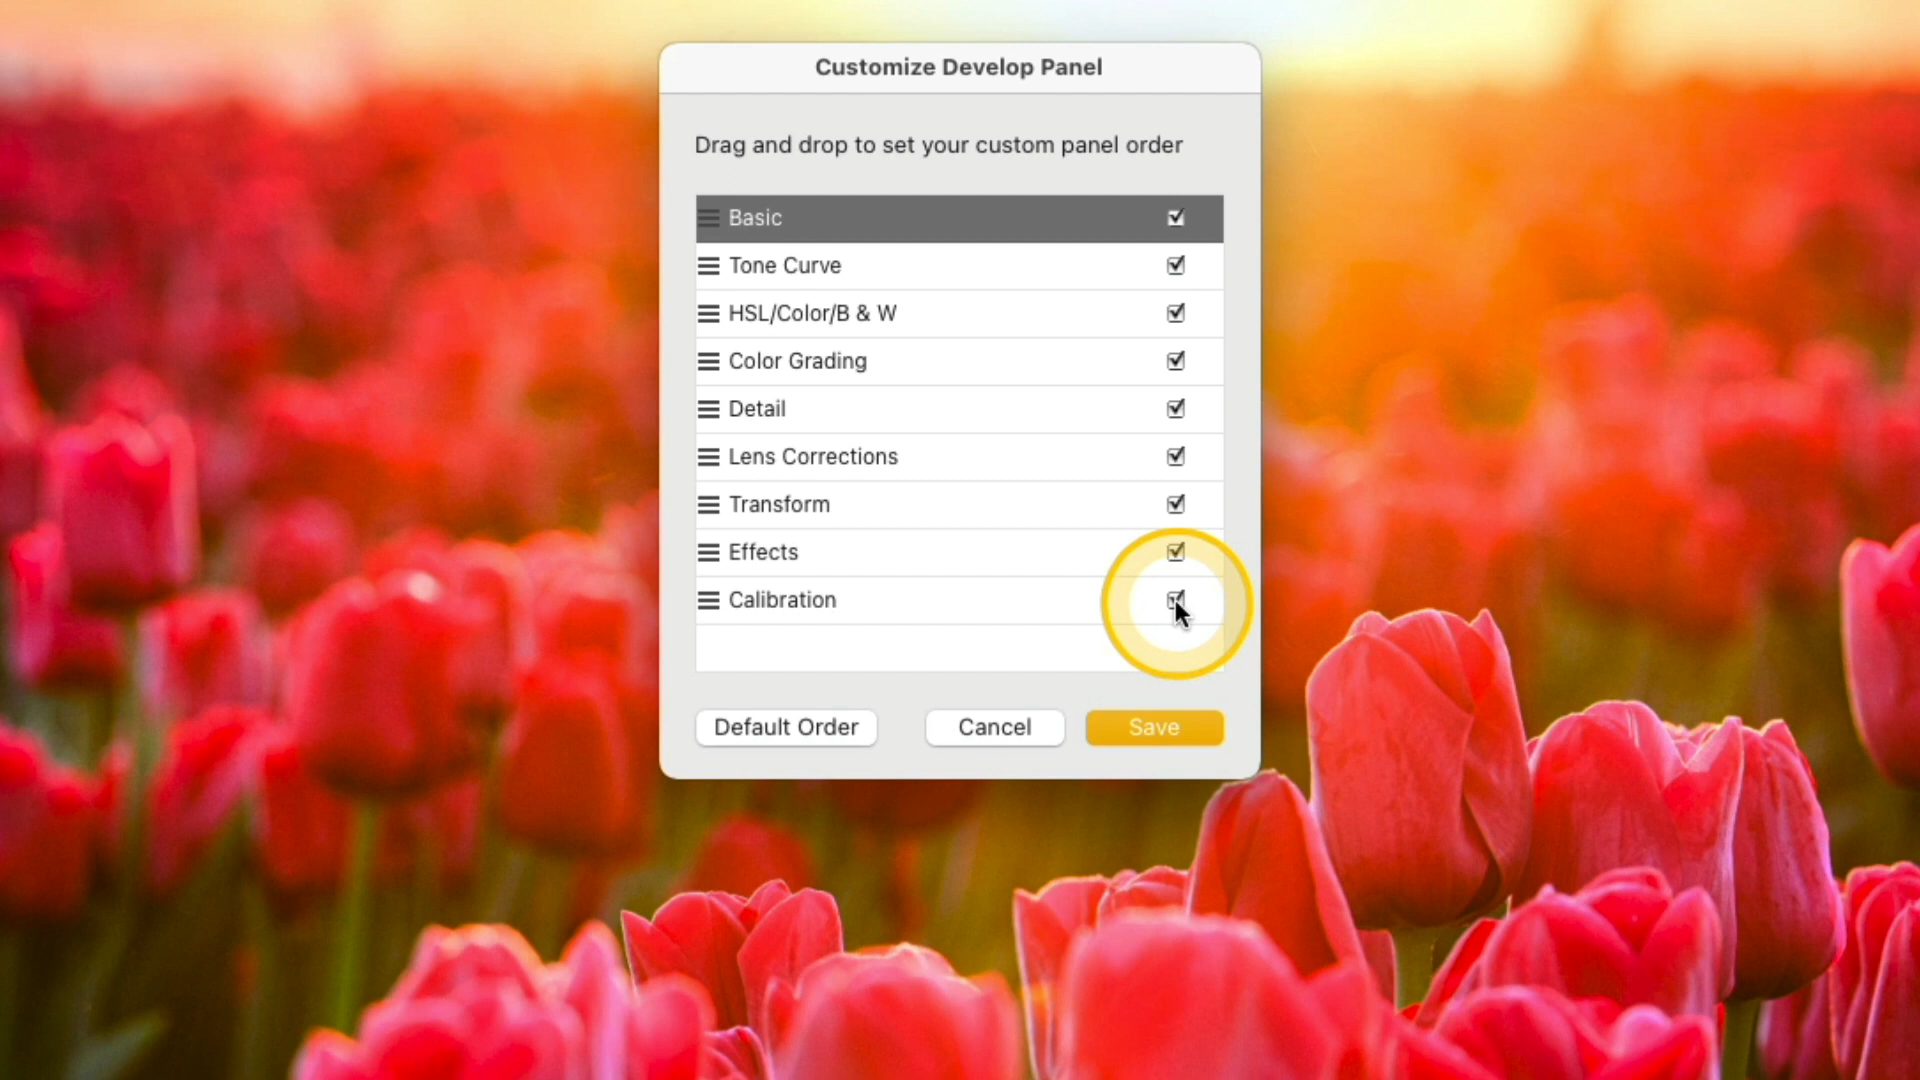 Customize Develop Panel
Drag and drop to set your custom panel order
Basic
Tone Curve
HSL/Color/B & W
Color Grading
Detail
Lens Corrections
Transform
Effects
Calibration
Default Order
Cancel
Save